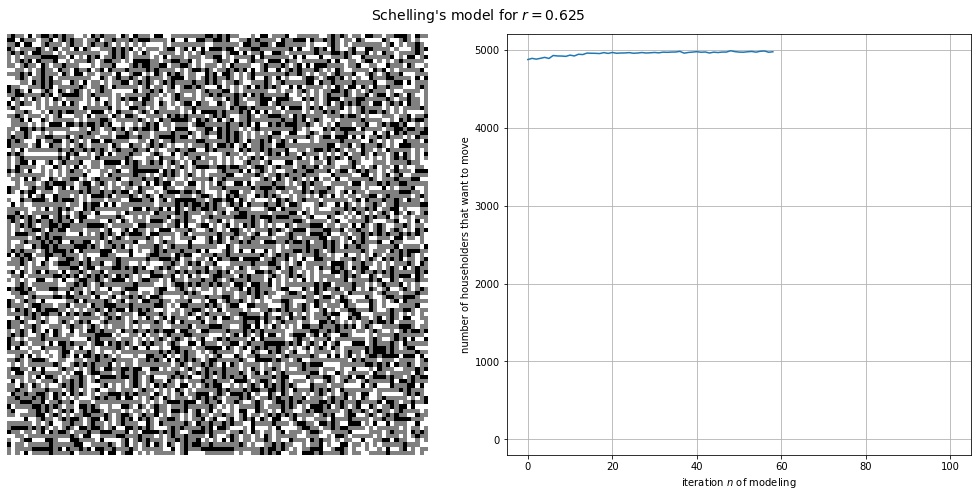 Schelling's model for r = 0.625
number of householders that want to move
5000
4000
3000
2000
1000
0
0 20 40 60 80 100
iteration n of modeling